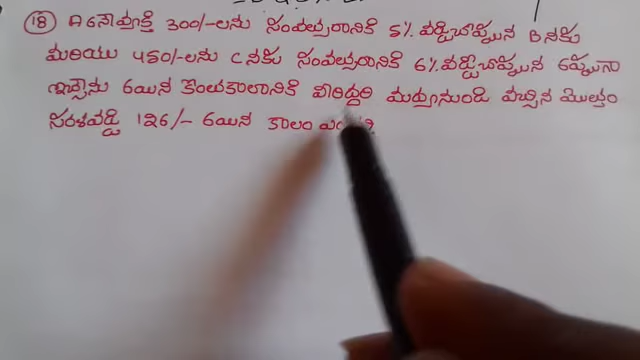 18) A అనేవ్యక్తి 300/-లను సంవత్సరానికి 5% వడ్డీచొప్పున B నకు
మరియు 450/-లను C నకు సంవత్సరానికి 6% వడ్డీచొప్పున అప్పుగా
ఇచ్చెను అయిన కొంతకాలానికి వీరిద్దరి మధ్యనుండి వచ్చిన మొత్తం
సరళవడ్డి 126/- అయిన కాలం